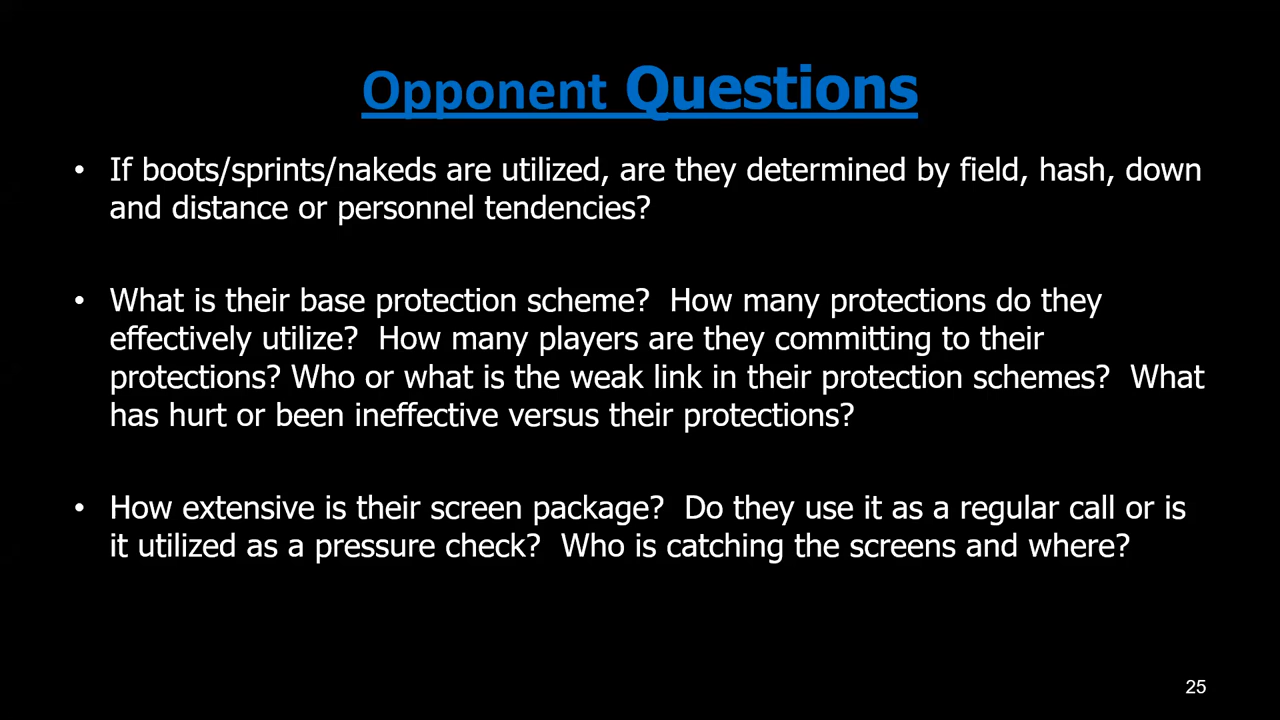 Opponent Questions
• If boots/sprints/nakeds are utilized, are they determined by field, hash, down
and distance or personnel tendencies?
• What is their base protection scheme?  How many protections do they
effectively utilize?  How many players are they committing to their
protections? Who or what is the weak link in their protection schemes?  What
has hurt or been ineffective versus their protections?
• How extensive is their screen package?  Do they use it as a regular call or is
it utilized as a pressure check?  Who is catching the screens and where?
25